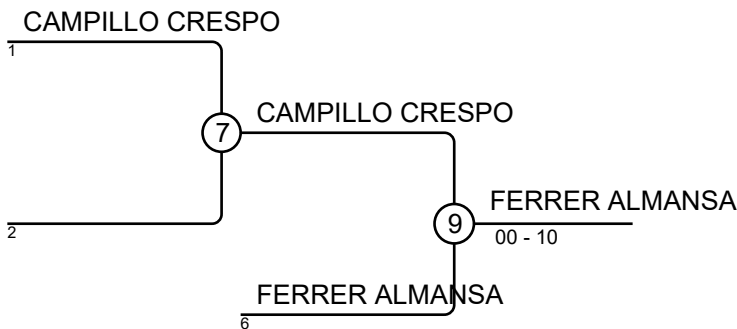 CAMPILLO CRESPO
1
7
CAMPILLO CRESPO
2
9
FERRER ALMANSA
00 - 10
FERRER ALMANSA
6